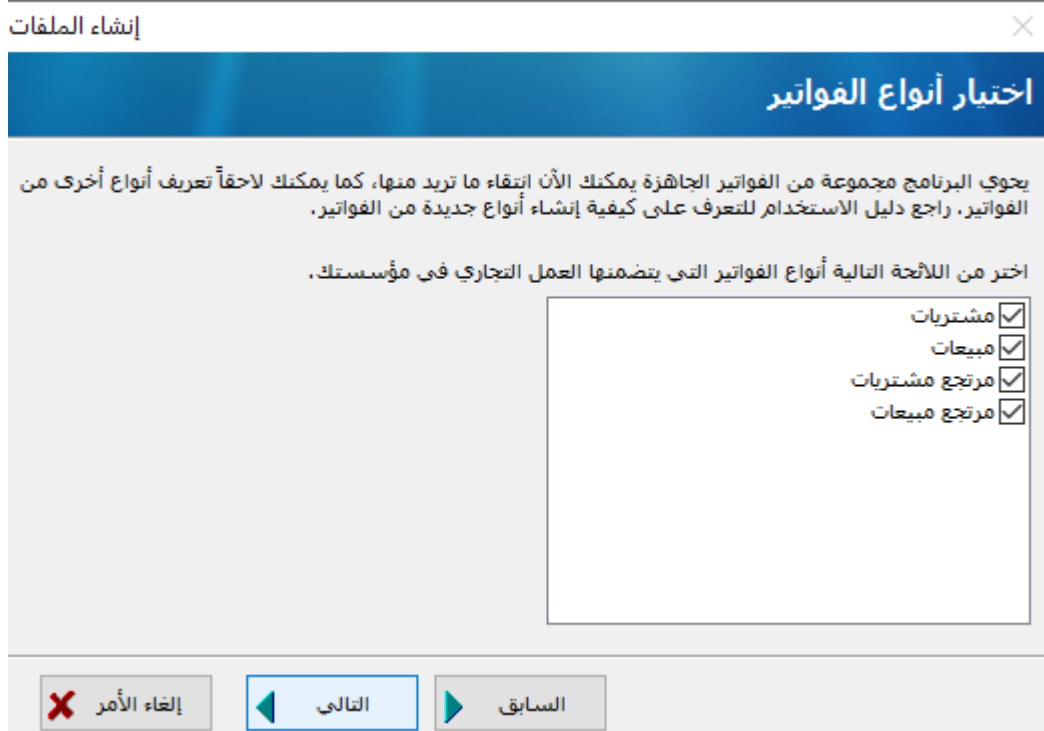 إنشاء الملفات
اختيار أنواع الفواتير
يحوي البرنامج مجموعة من الفواتير الجاهزة يمكنك الآن انتقاء ما تريد منها، كما يمكنك لاحقاً تعريف أنواع أخرى من
الفواتير. راجع دليل الاستخدام للتعرف على كيفية إنشاء أنواع جديدة من الفواتير.
اختر من اللائحة التالية أنواع الفواتير التي يتضمنها العمل التجاري في مؤسستك.
مشتريات
مبيعات
مرتجع مشتريات
مرتجع مبيعات
السابق
التالي
إلغاء الأمر